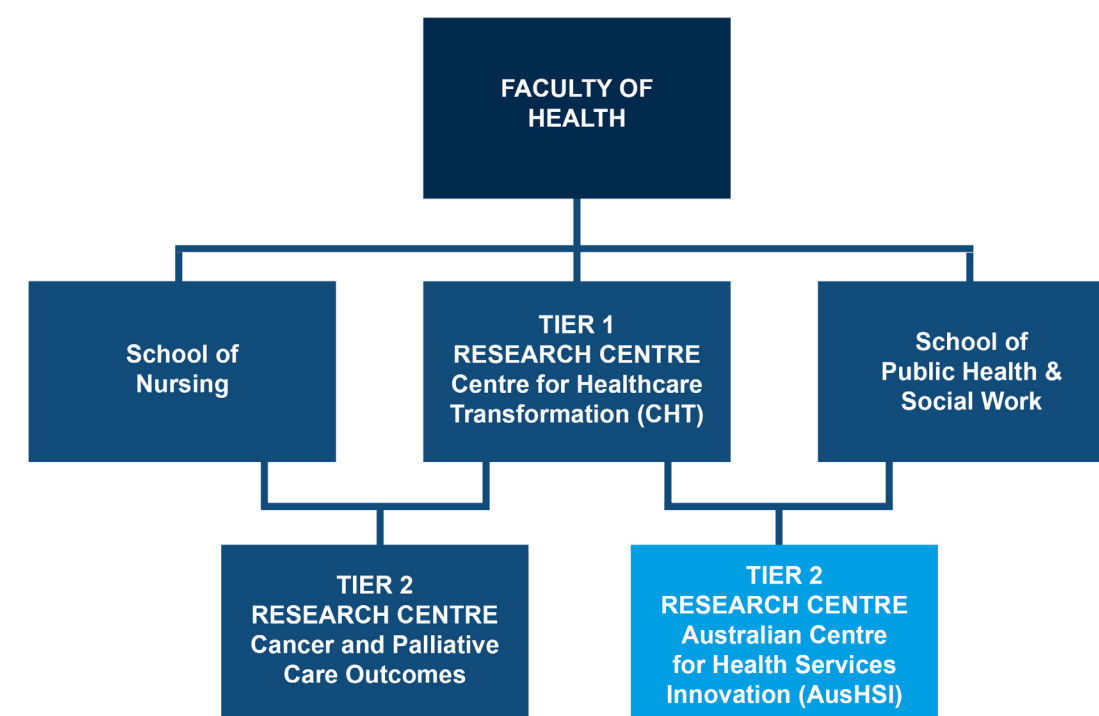 FACULTY OF
HEALTH
School of
Nursing
TIER 1
RESEARCH CENTRE
Centre for Healthcare
Transformation (CHT)
School of
Public Health &
Social Work
TIER 2
RESEARCH CENTRE
Cancer and Palliative
Care Outcomes
TIER 2
RESEARCH CENTRE
Australian Centre
for Health Services
Innovation (AusHSI)